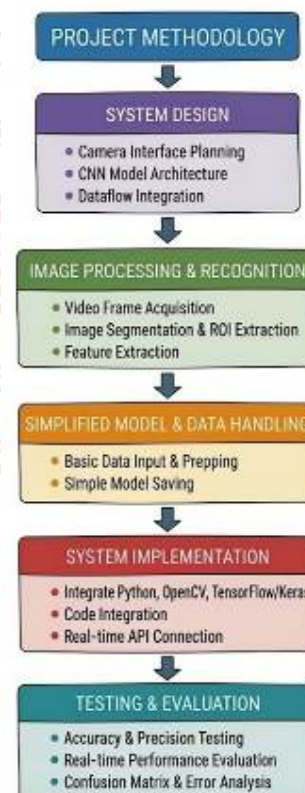 PROJECT METHODOLOGY
SYSTEM DESIGN
• Camera Interface Planning
• CNN Model Architecture
• Dataflow Integration
IMAGE PROCESSING & RECOGNITION
• Video Frame Acquisition
• Image Segmentation & ROI Extraction
• Feature Extraction
SIMPLIFIED MODEL & DATA HANDLING
• Basic Data Input & Prepping
• Simple Model Saving
SYSTEM IMPLEMENTATION
• Integrate Python, OpenCV, TensorFlow/Keras
• Code Integration
• Real-time API Connection
TESTING & EVALUATION
• Accuracy & Precision Testing
• Real-time Performance Evaluation
• Confusion Matrix & Error Analysis